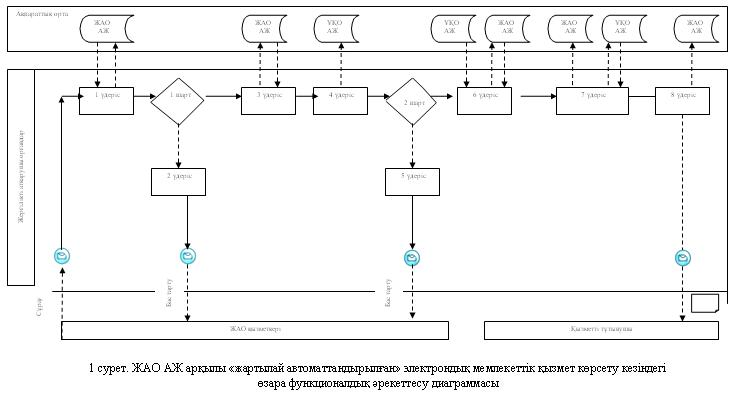 Ақпараттық орта
ЖАО АЖ
ЖАО АЖ
ҰҚО АЖ
ҰҚО АЖ
ЖАО АЖ
ЖАО АЖ
ҰҚО АЖ
ЖАО АЖ
Жергілікті атқарушы органдар
1 үдеріс
1 шарт
3 үдеріс
4 үдеріс
2 шарт
6 үдеріс
7 үдеріс
8 үдеріс
2 үдеріс
5 үдеріс
Сұрау
Бас тарту
Бас тарту
ЖАО қызметкері
Қызметті тұтынушы
1 сурет. ЖАО АЖ арқылы «жартылай автоматтандырылған» электрондық мемлекеттік қызмет көрсету кезіндегі
өзара функционалдық әрекеттесу диаграммасы